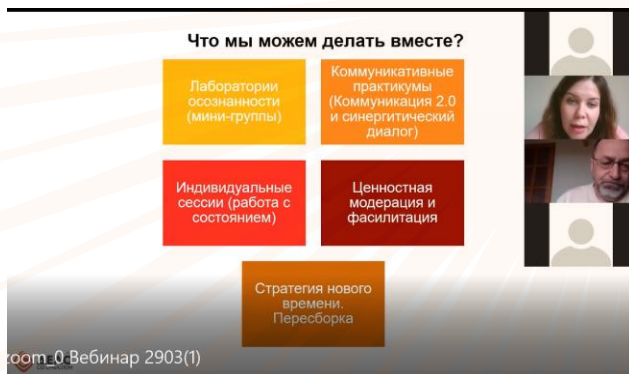 Что мы можем делать вместе?
Лаборатории
осознанности
(мини-группы)
Коммуникативные
практикумы
(Коммуникация 2.0
и синергитический
диалог)
Индивидуальные
сессии (работа с
состоянием)
Ценностная
модерация и
фасилитация
Стратегия нового
времени.
Пересборка
zoom_0 Вебинар 2903(1)